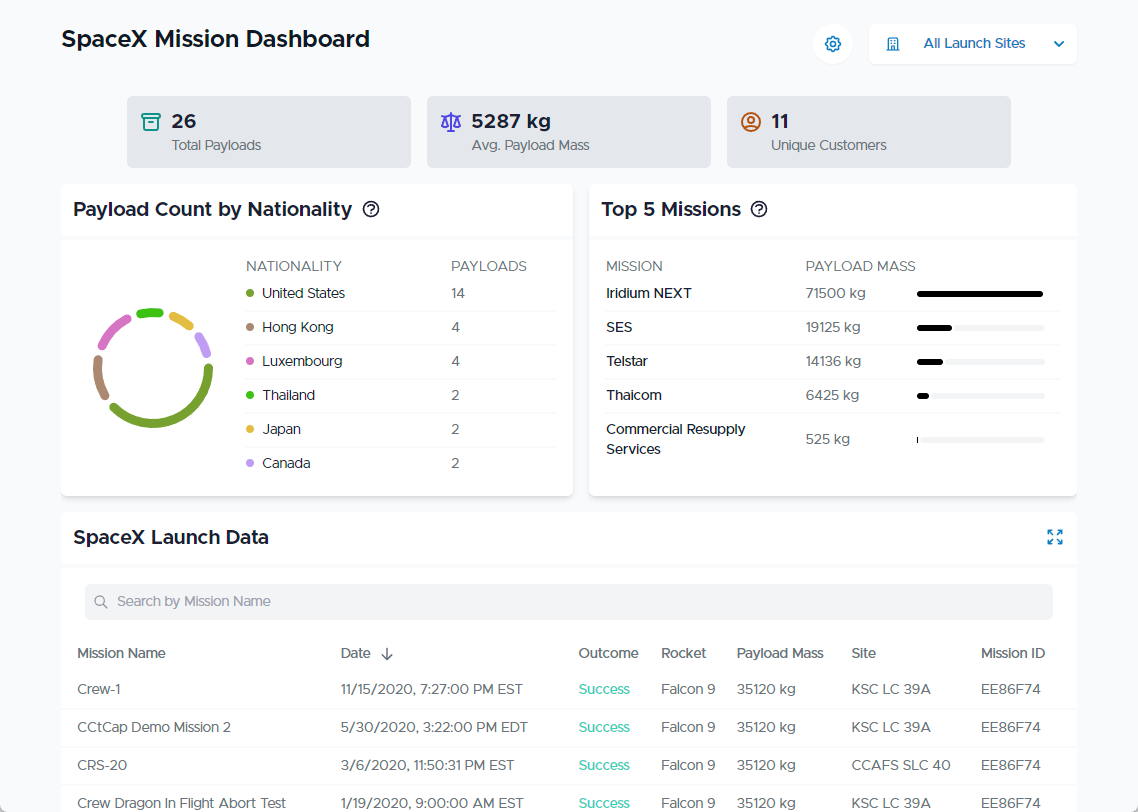 SpaceX Mission Dashboard
All Launch Sites
26
Total Payloads
5287 kg
Avg. Payload Mass
11
Unique Customers
Payload Count by Nationality
NATIONALITY PAYLOADS
United States 14
Hong Kong 4
Luxembourg 4
Thailand 2
Japan 2
Canada 2
Top 5 Missions
MISSION PAYLOAD MASS
Iridium NEXT 71500 kg
SES 19125 kg
Telstar 14136 kg
Thaicom 6425 kg
Commercial Resupply
Services 525 kg
SpaceX Launch Data
Search by Mission Name
Mission Name Date Outcome Rocket Payload Mass Site Mission ID
Crew-1 11/15/2020, 7:27:00 PM EST Success Falcon 9 35120 kg KSC LC 39A EE86F74
CCtCap Demo Mission 2 5/30/2020, 3:22:00 PM EDT Success Falcon 9 35120 kg KSC LC 39A EE86F74
CRS-20 3/6/2020, 11:50:31 PM EST Success Falcon 9 35120 kg CCAFS SLC 40 EE86F74
Crew Dragon In Flight Abort Test 1/19/2020, 9:00:00 AM EST Success Falcon 9 35120 kg KSC LC 39A EE86F74